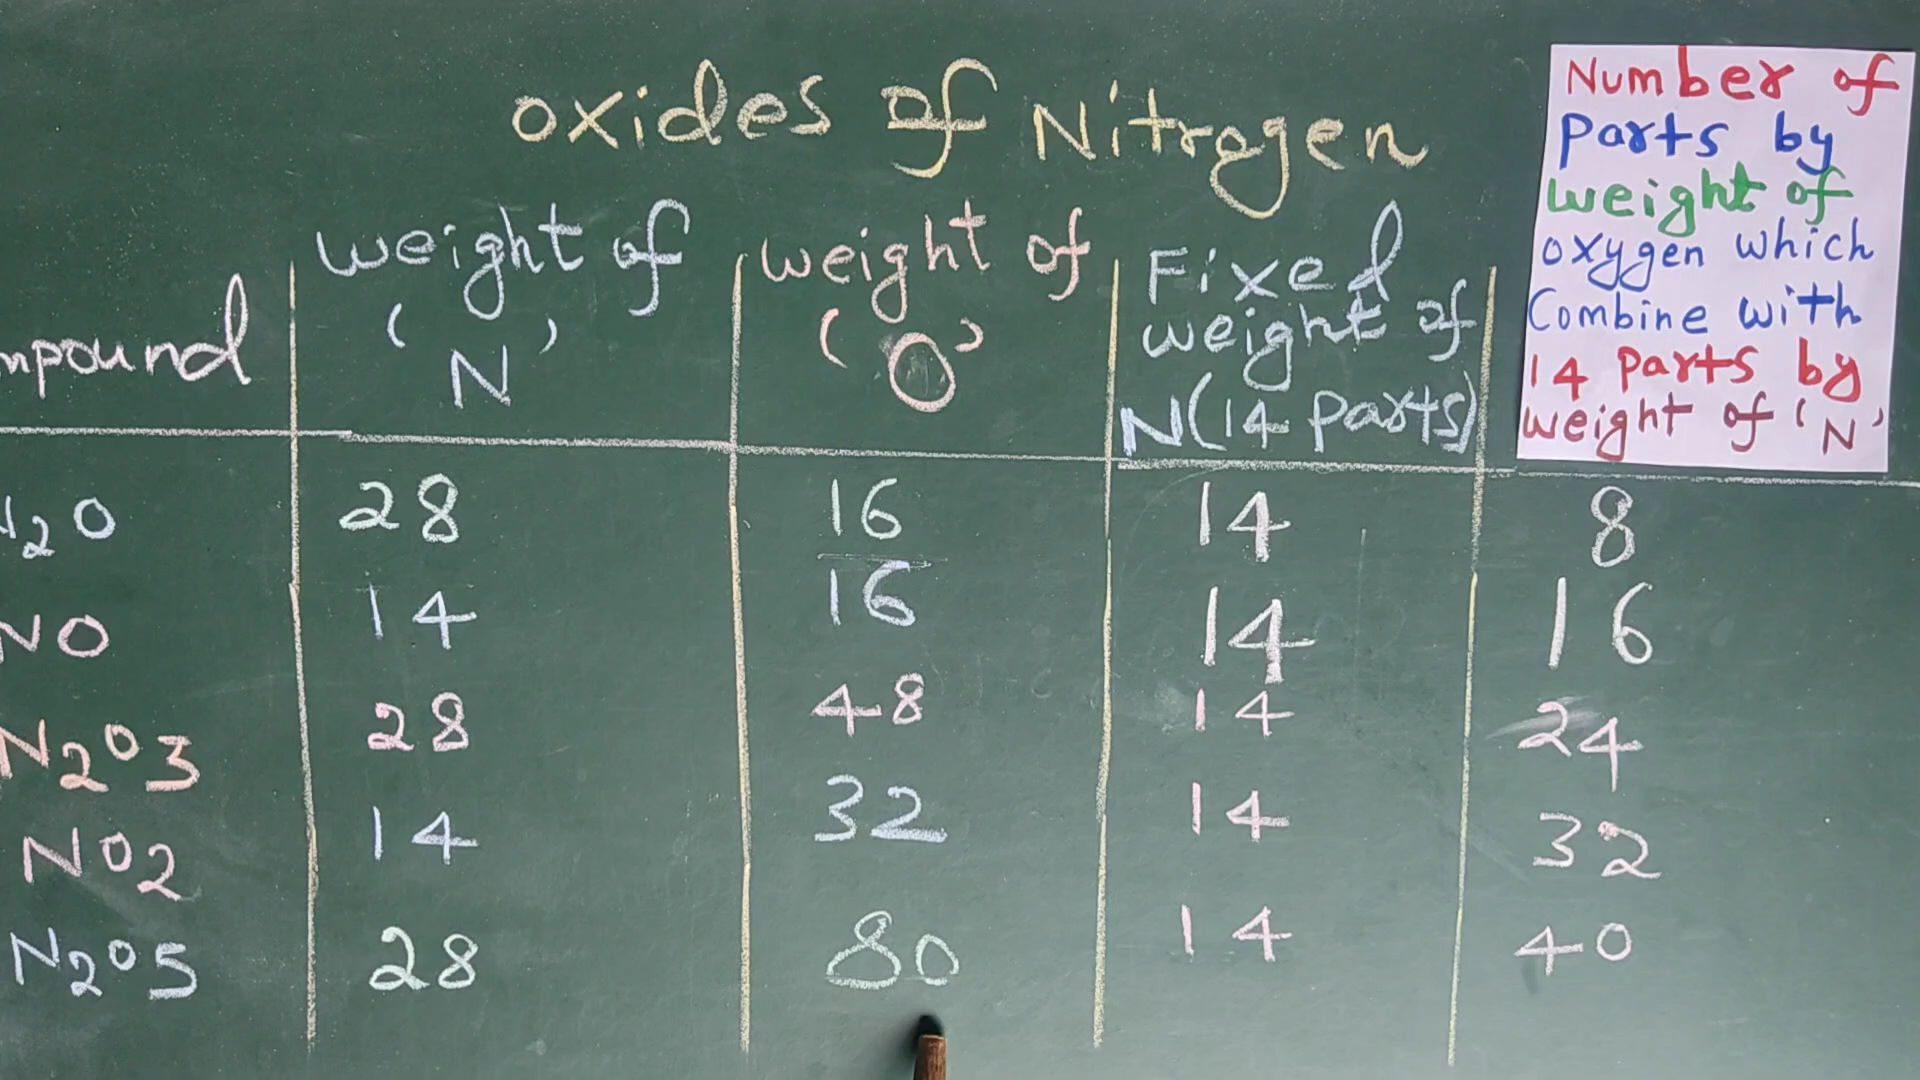 oxides of Nitrogen
mpound
weight of
'N'
weight of
'O'
Fixed
weight of
N(14 parts)
Number of
Parts by
weight of
oxygen which
Combine with
14 parts by
weight of 'N'
N2O 28 16 14 8
NO 14 16 14 16
N2O3 28 48 14 24
NO2 14 32 14 32
N2O5 28 80 14 40